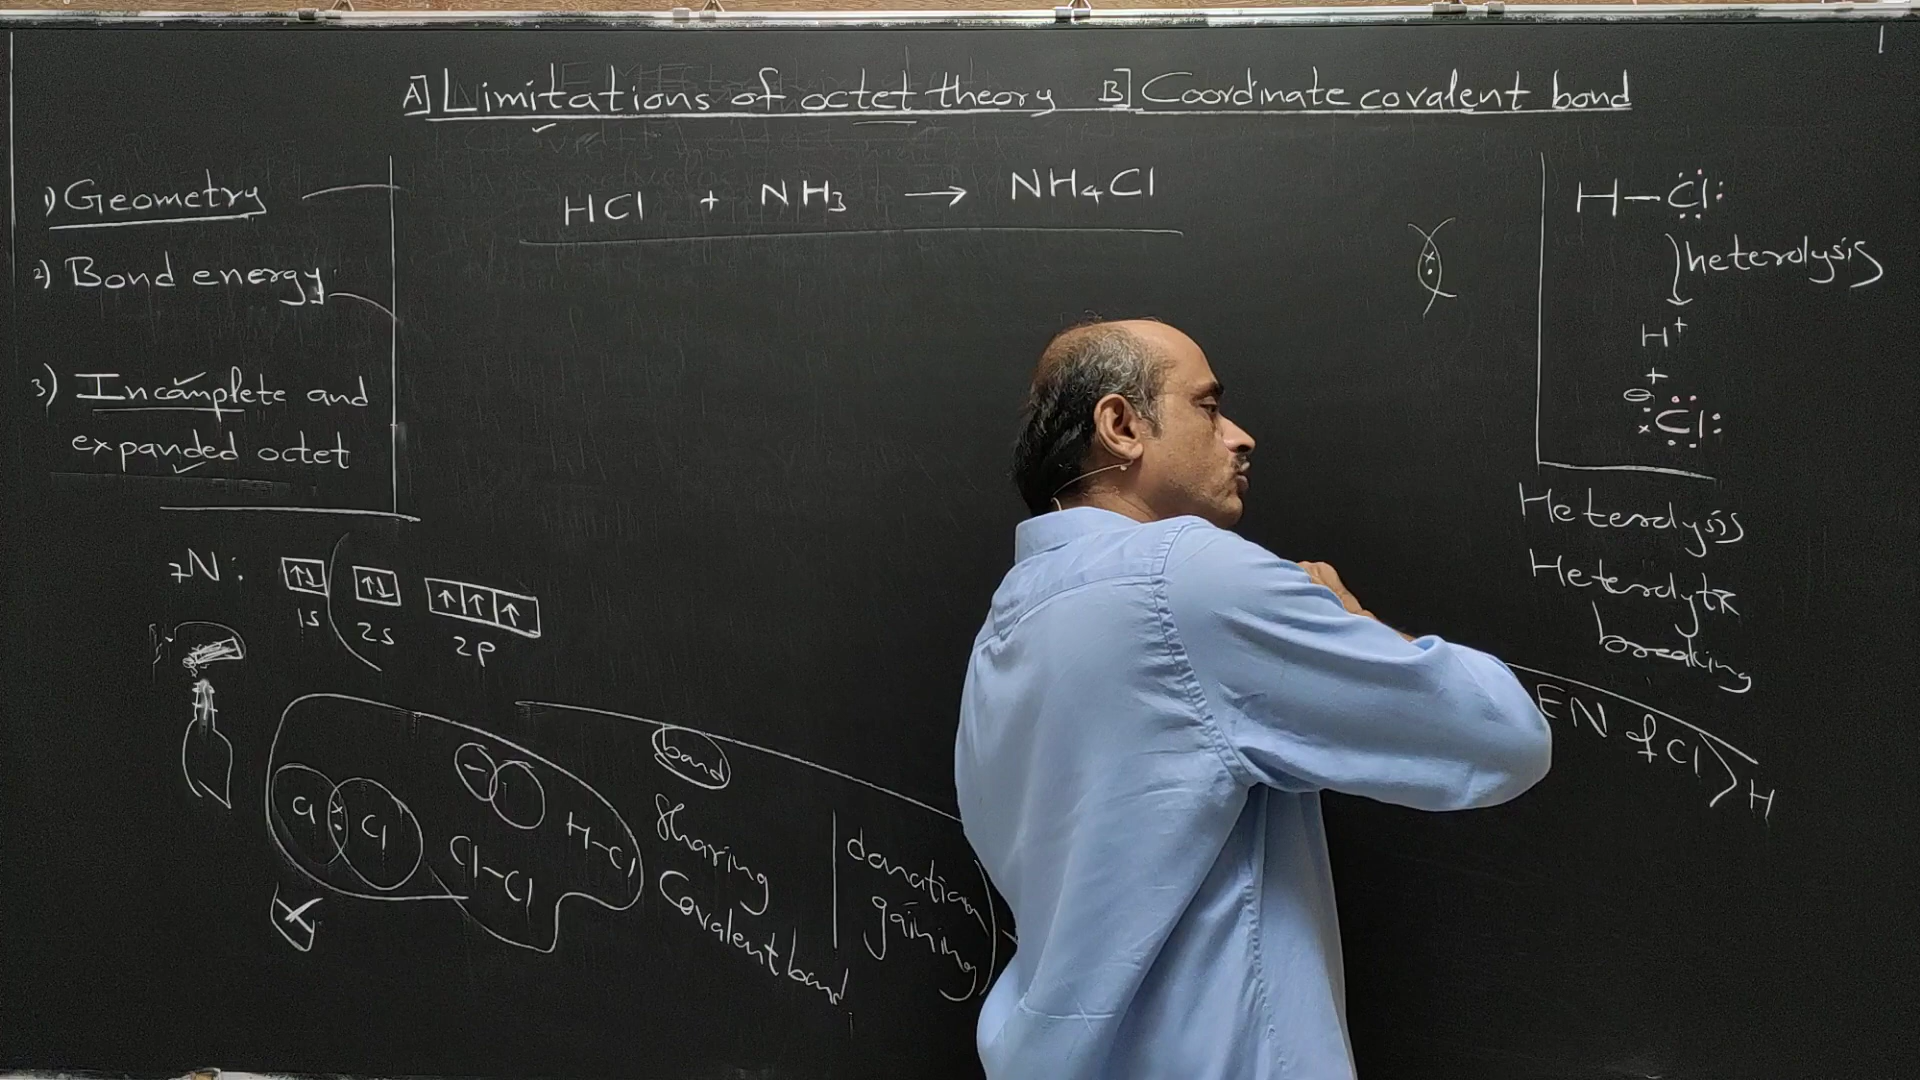 A] Limitations of octet theory B] Coordinate covalent bond
1) Geometry
2) Bond energy
3) Incomplete and
expanded octet
HCl + NH₃ → NH₄Cl
H–Cl
heterolysis
H⁺
+
⊖
Cl
Heterolysis
Heterolytic
breaking
EN of Cl > H
₇N:
1s 2s 2p
Cl Cl
Cl–Cl
H–Cl
bond
Sharing
Covalent bond
donation
gaining